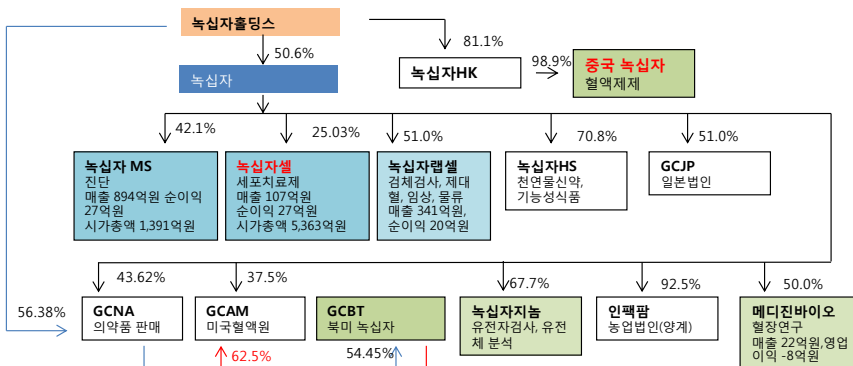 녹십자홀딩스
50.6%
81.1%
녹십자
녹십자HK
98.9%
중국 녹십자
혈액제제
42.1%
25.03%
51.0%
70.8%
51.0%
녹십자 MS
진단
매출 894억원 순이익
27억원
시가총액 1,391억원
녹십자셀
세포치료제
매출 107억원
순이익 27억원
시가총액 5,363억원
녹십자랩셀
검체검사, 제대
혈, 임상, 물류
매출 341억원,
순이익 20억원
녹십자HS
천연물신약,
기능성식품
GCJP
일본법인
56.38%
43.62%
37.5%
67.7%
92.5%
50.0%
GCNA
의약품 판매
GCAM
미국혈액원
GCBT
북미 녹십자
녹십자지놈
유전자검사, 유전
체 분석
인팩팜
농업법인(양계)
메디진바이오
혈장연구
매출 22억원,영업
이익 -8억원
62.5%
54.45%